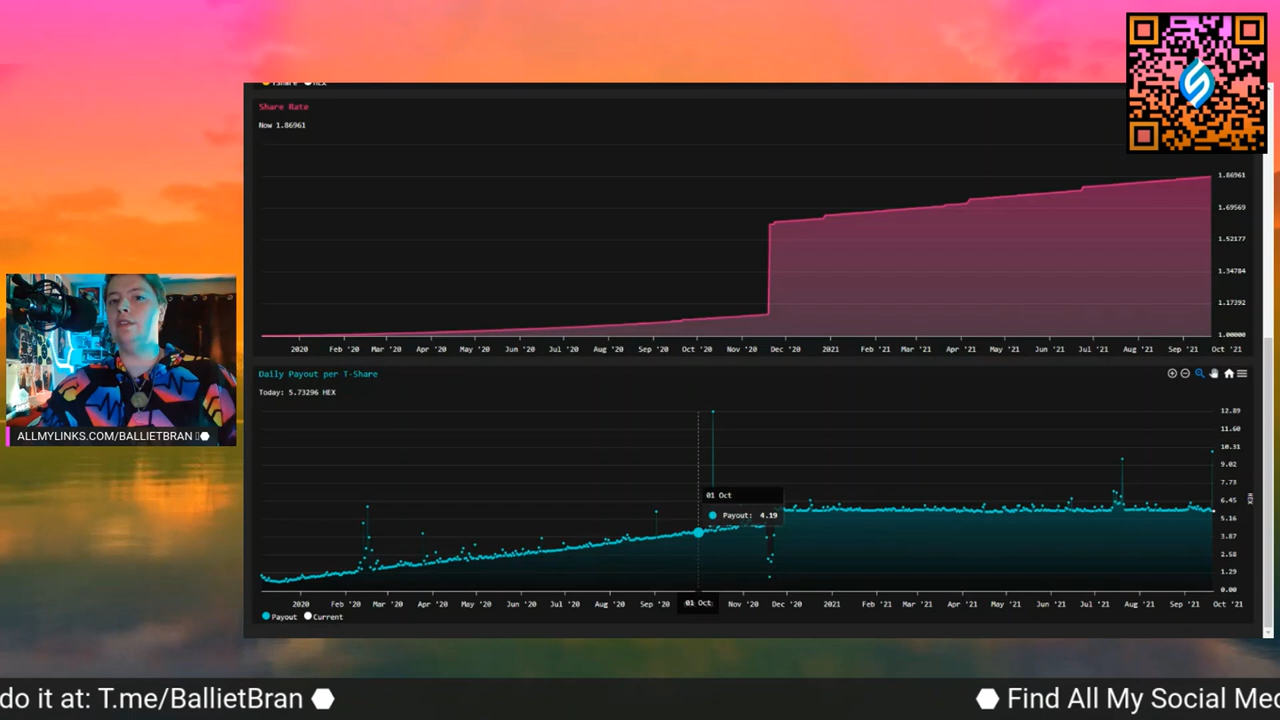 TShare HEX
Share Rate
Now 1.86961
1.86961
1.69569
1.52177
1.34784
1.17392
1.00000
2020 Feb '20 Mar '20 Apr '20 May '20 Jun '20 Jul '20 Aug '20 Sep '20 Oct '20 Nov '20 Dec '20 2021 Feb '21 Mar '21 Apr '21 May '21 Jun '21 Jul '21 Aug '21 Sep '21 Oct '21
Daily Payout per T-Share
Today: 5.73296 HEX
12.89
11.60
10.31
9.02
7.73
6.45
5.16
3.87
2.58
1.29
0.00
HEX
01 Oct
Payout: 4.19
2020 Feb '20 Mar '20 Apr '20 May '20 Jun '20 Jul '20 Aug '20 Sep '20 01 Oct Nov '20 Dec '20 2021 Feb '21 Mar '21 Apr '21 May '21 Jun '21 Jul '21 Aug '21 Sep '21 Oct '21
Payout Current
ALLMYLINKS.COM/BALLIETBRAN
do it at: T.me/BallietBran
Find All My Social Med